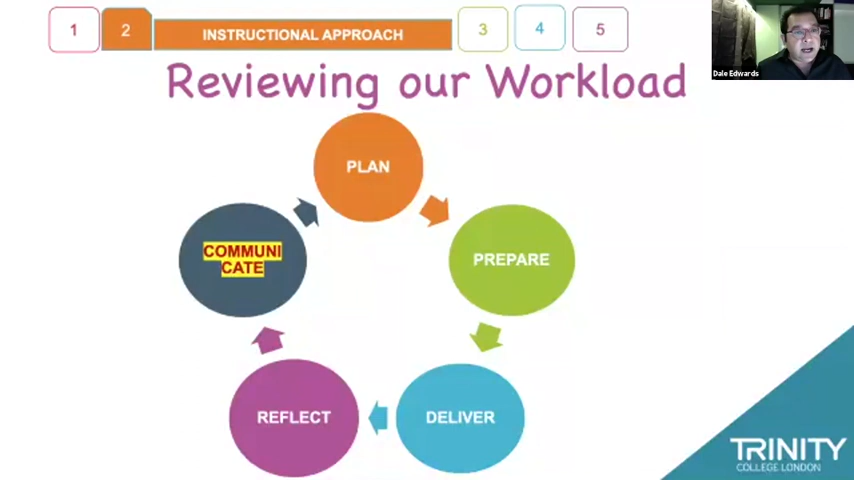 1
2
INSTRUCTIONAL APPROACH
3
4
5
Dale Edwards
Reviewing our Workload
PLAN
COMMUNI
CATE
PREPARE
REFLECT
DELIVER
TRINITY
COLLEGE LONDON